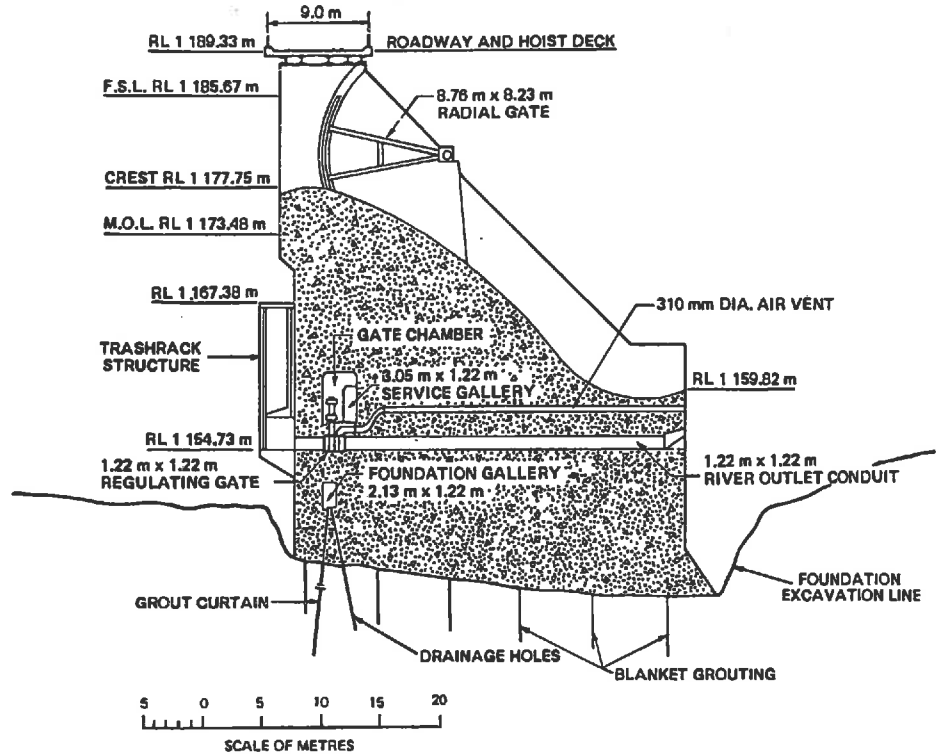 9.0 m
RL 1 189.33 m
ROADWAY AND HOIST DECK
F.S.L. RL 1 185.67 m
8.76 m x 8.23 m
RADIAL GATE
CREST RL 1 177.75 m
M.O.L. RL 1 173.48 m
RL 1 167.38 m
310 mm DIA. AIR VENT
GATE CHAMBER
TRASHRACK
STRUCTURE
3.05 m x 1.22 m
SERVICE GALLERY
RL 1 159.82 m
RL 1 154.73 m
1.22 m x 1.22 m
REGULATING GATE
FOUNDATION GALLERY
2.13 m x 1.22 m
1.22 m x 1.22 m
RIVER OUTLET CONDUIT
FOUNDATION
EXCAVATION LINE
GROUT CURTAIN
DRAINAGE HOLES
BLANKET GROUTING
5 0 5 10 15 20
SCALE OF METRES